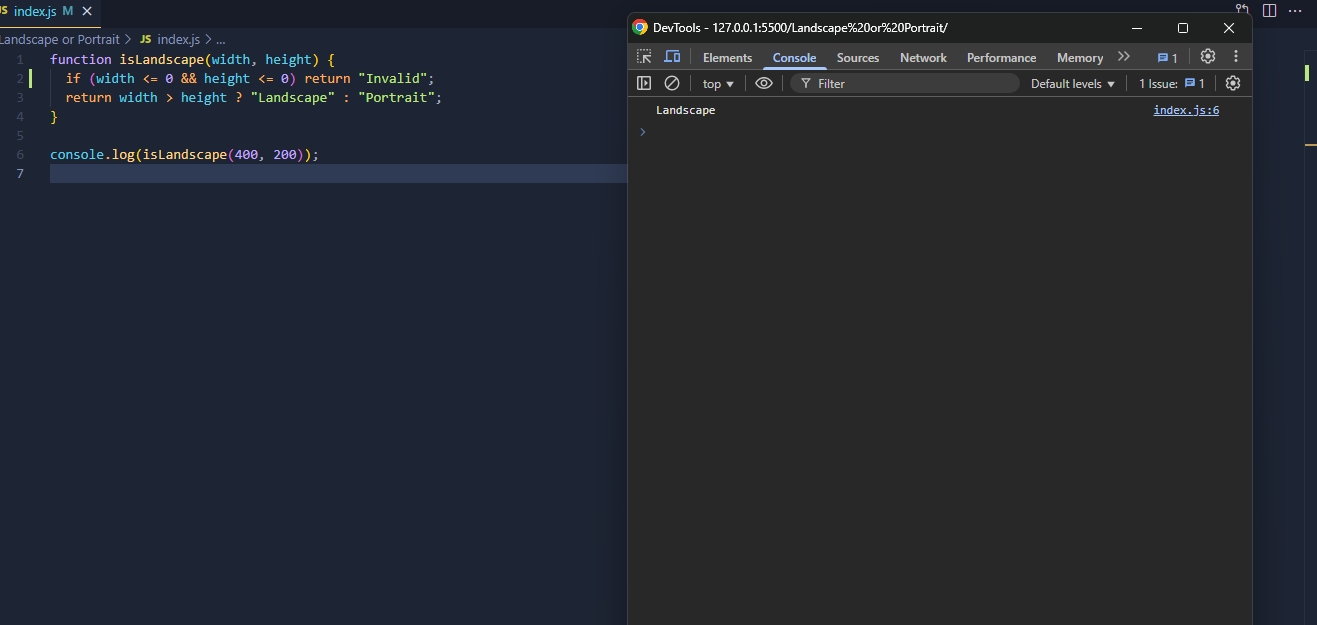 JS index.js M
Landscape or Portrait > JS index.js > ...
1 function isLandscape(width, height) {
2 if (width <= 0 && height <= 0) return "Invalid";
3 return width > height ? "Landscape" : "Portrait";
4 }
5
6 console.log(isLandscape(400, 200));
7
DevTools - 127.0.0.1:5500/Landscape%20or%20Portrait/
Elements Console Sources Network Performance Memory 1
top Filter Default levels 1 Issue: 1
Landscape index.js:6